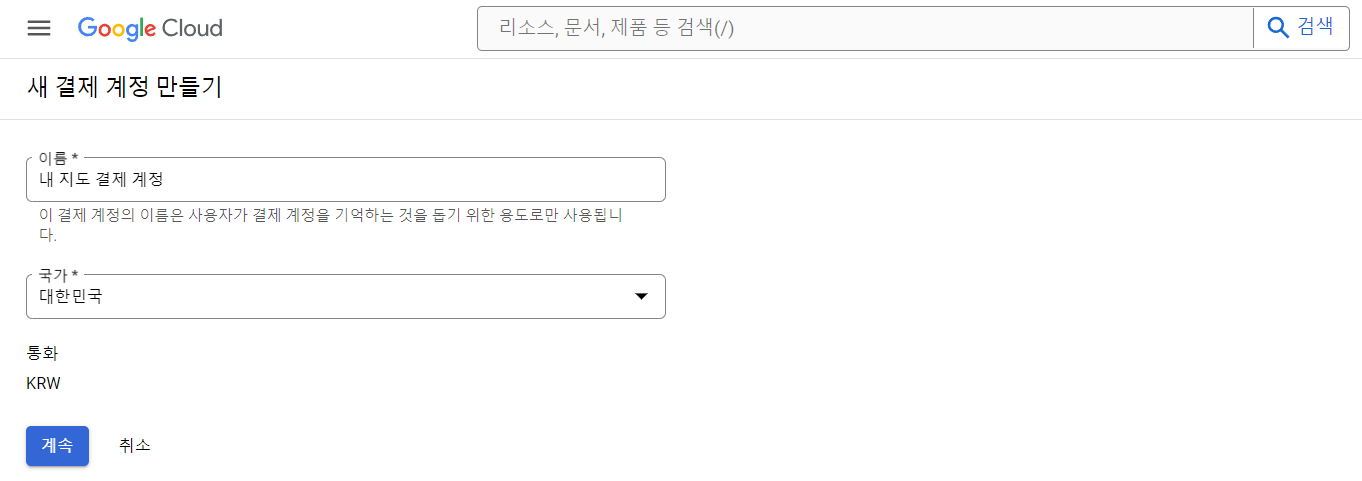 Google Cloud
리소스, 문서, 제품 등 검색(/)
검색
새 결제 계정 만들기
이름 *
내 지도 결제 계정
이 결제 계정의 이름은 사용자가 결제 계정을 기억하는 것을 돕기 위한 용도로만 사용됩니
다.
국가 *
대한민국
통화
KRW
계속
취소